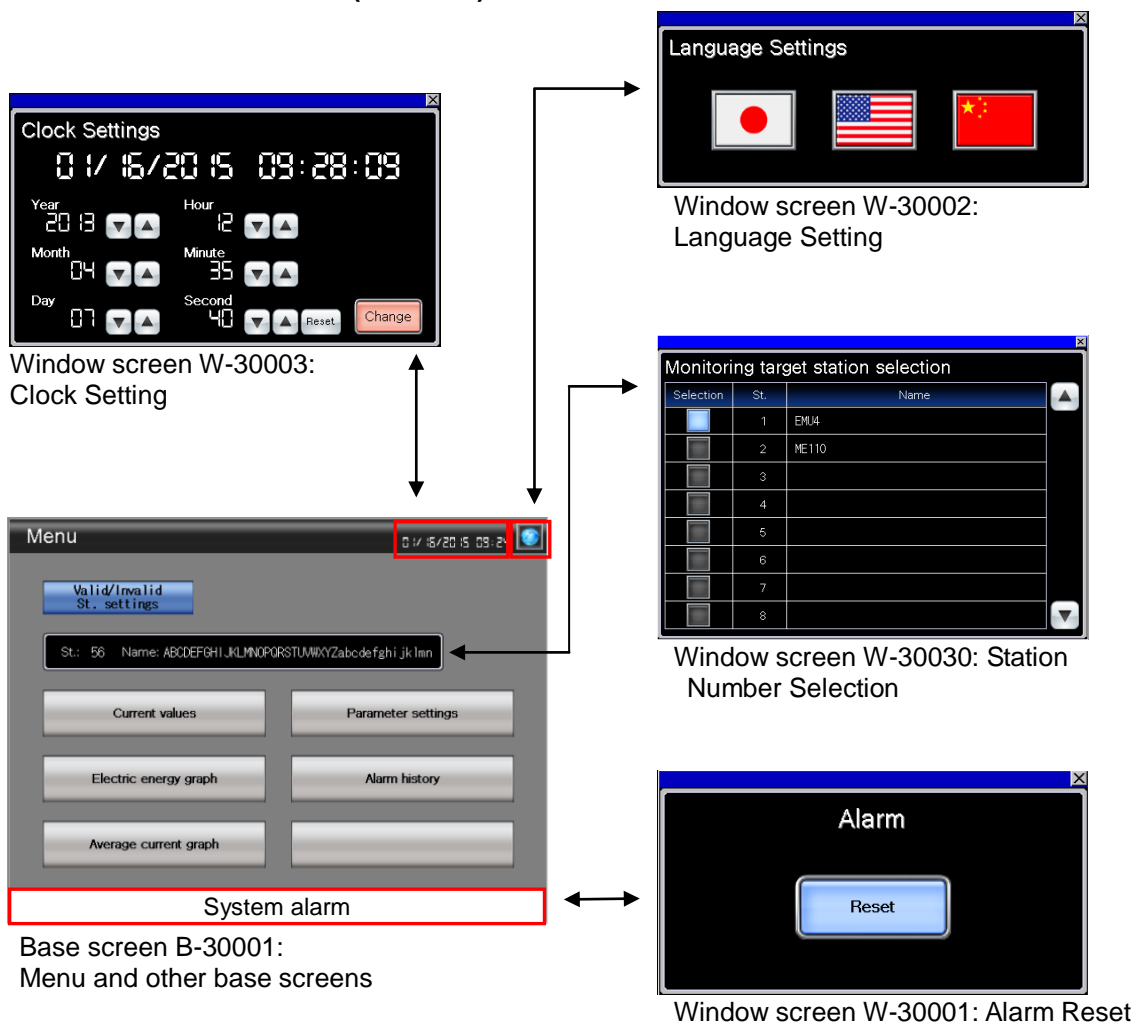 Language Settings
Clock Settings
01/16/2015 09:28:09
Year
2013
Hour
12
Month
04
Minute
35
Day
07
Second
40
Reset
Change
Window screen W-30002:
Language Setting
Window screen W-30003:
Clock Setting
Monitoring target station selection
Selection St. Name
1 EMU4
2 ME110
3
4
5
6
7
8
Window screen W-30030: Station
Number Selection
Menu
01/16/2015 09:24
Valid/Invalid
St. settings
St.: 56 Name: ABCDEFGHIJKLMNOPQRSTUVWXYZabcdefghijklmn
Current values
Parameter settings
Electric energy graph
Alarm history
Average current graph
System alarm
Base screen B-30001:
Menu and other base screens
Alarm
Reset
Window screen W-30001: Alarm Reset